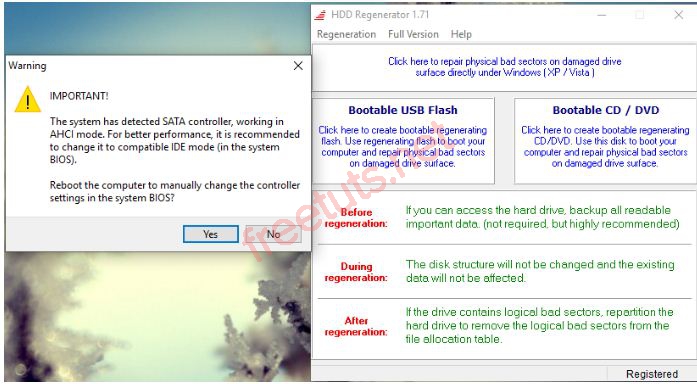 Warning
IMPORTANT!
The system has detected SATA controller, working in
AHCI mode. For better performance, it is recommended
to change it to compatible IDE mode (in the system
BIOS).
Reboot the computer to manually change the controller
settings in the system BIOS?
Yes
No
HDD Regenerator 1.71
Regeneration Full Version Help
Click here to repair physical bad sectors on damaged drive
surface directly under Windows ( XP / Vista )
Bootable USB Flash
Click here to create bootable regenerating
flash. Use regenerating flash to boot your
computer and repair physical bad sectors
on damaged drive surface.
Bootable CD / DVD
Click here to create bootable regenerating
CD/DVD. Use this disk to boot your
computer and repair physical bad sectors
on damaged drive surface.
Before
regeneration:
If you can access the hard drive, backup all readable
important data. (not required, but highly recommended)
During
regeneration:
The disk structure will not be changed and the existing
data will not be affected.
After
regeneration:
If the drive contains logical bad sectors, repartition the
hard drive to remove the logical bad sectors from the
file allocation table.
Registered
freetuts.net